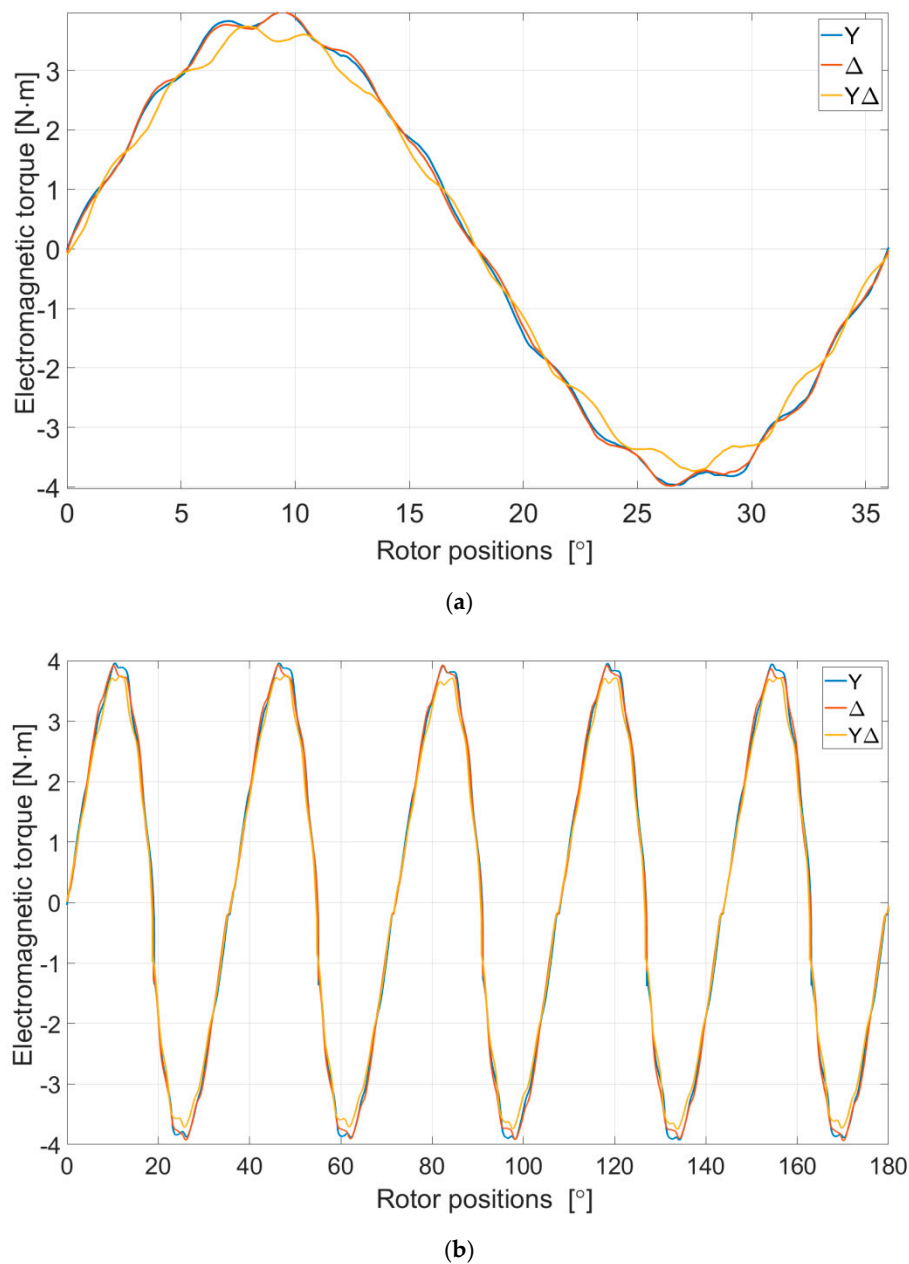 Electromagnetic torque [N·m]
3
2
1
0
-1
-2
-3
-4
Y
Δ
YΔ
0 5 10 15 20 25 30 35
Rotor positions [°]
(a)
Electromagnetic torque [N·m]
4
3
2
1
0
-1
-2
-3
-4
Y
Δ
YΔ
0 20 40 60 80 100 120 140 160 180
Rotor positions [°]
(b)